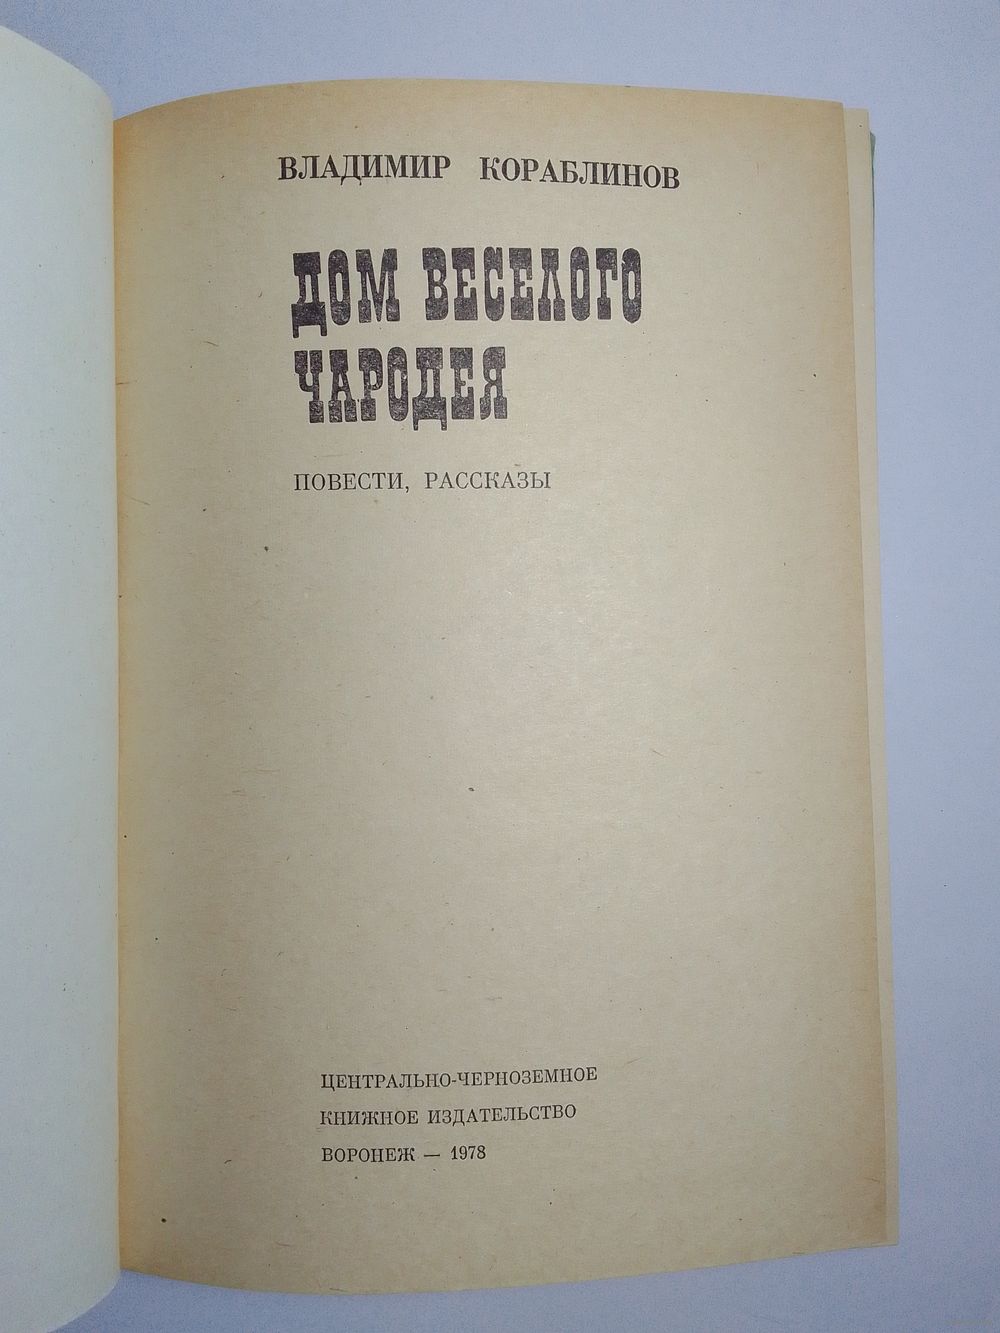 ВЛАДИМИР КОРАБЛИНОВ
ДОМ ВЕСЕЛОГО
ЧАРОДЕЯ
ПОВЕСТИ, РАССКАЗЫ
ЦЕНТРАЛЬНО-ЧЕРНОЗЕМНОЕ
КНИЖНОЕ ИЗДАТЕЛЬСТВО
ВОРОНЕЖ — 1978